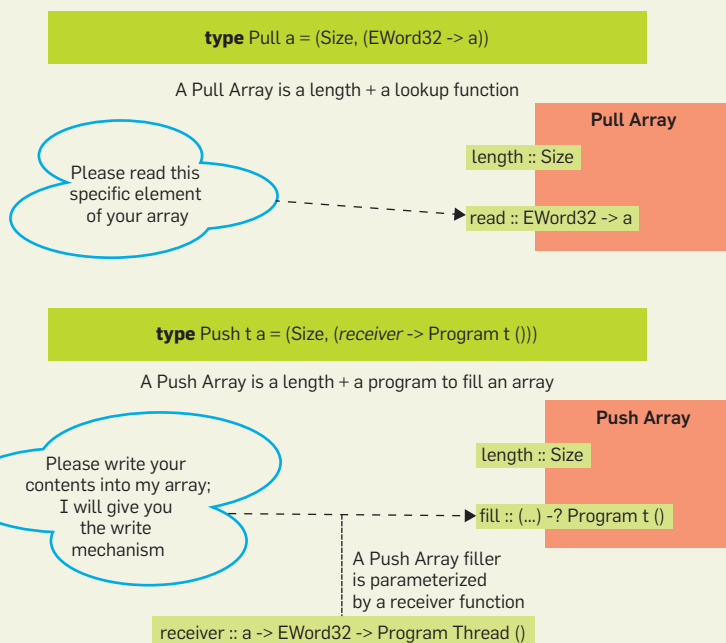 type Pull a = (Size, (EWord32 -> a))
A Pull Array is a length + a lookup function
Pull Array
length :: Size
Please read this
specific element
of your array
read :: EWord32 -> a
type Push t a = (Size, (receiver -> Program t ()))
A Push Array is a length + a program to fill an array
Push Array
length :: Size
Please write your
contents into my array;
I will give you
the write
mechanism
fill :: (...) -? Program t ()
A Push Array filler
is parameterized
by a receiver function
receiver :: a -> EWord32 -> Program Thread ()